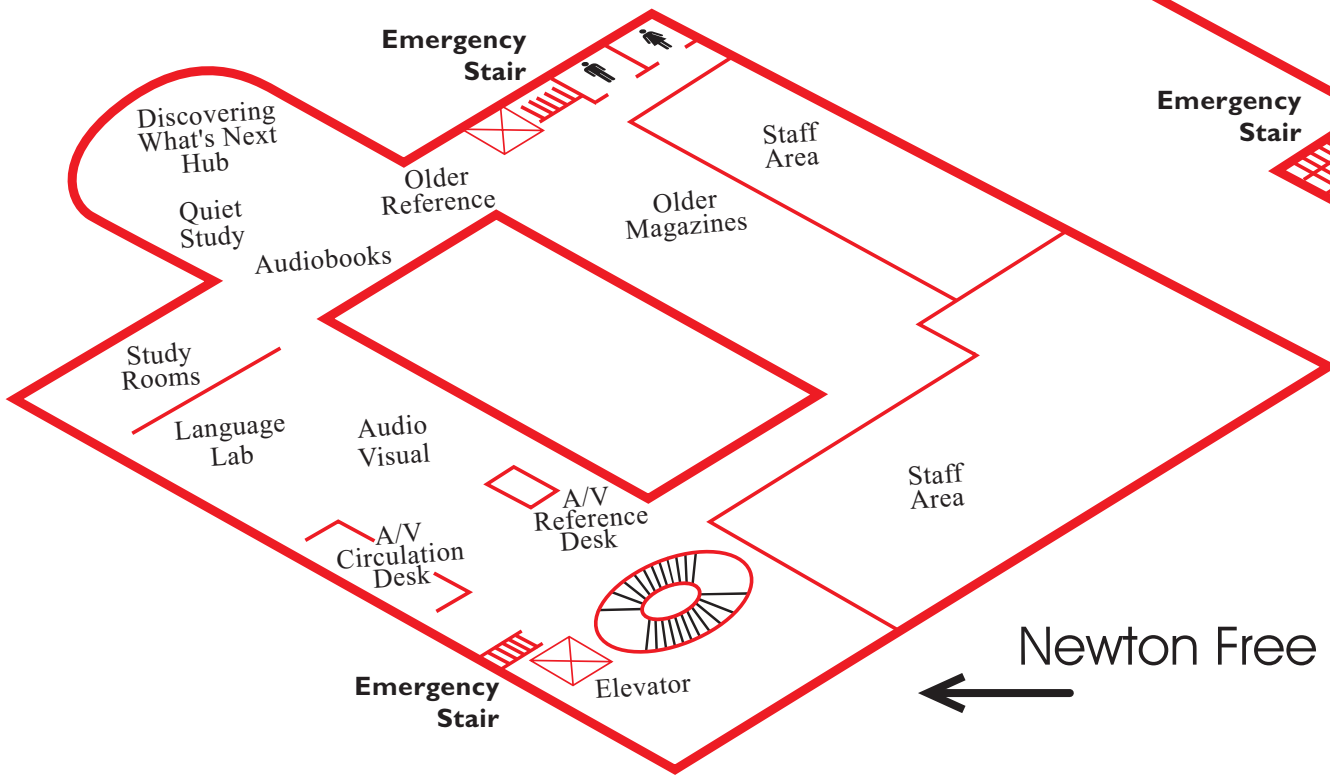 Emergency
Stair
Emergency
Stair
Discovering
What's Next
Hub
Staff
Area
Older
Reference
Older
Magazines
Quiet
Study
Audiobooks
Study
Rooms
Language
Lab
Audio
Visual
Staff
Area
A/V
Reference
Desk
A/V
Circulation
Desk
Newton Free
Elevator
Emergency
Stair